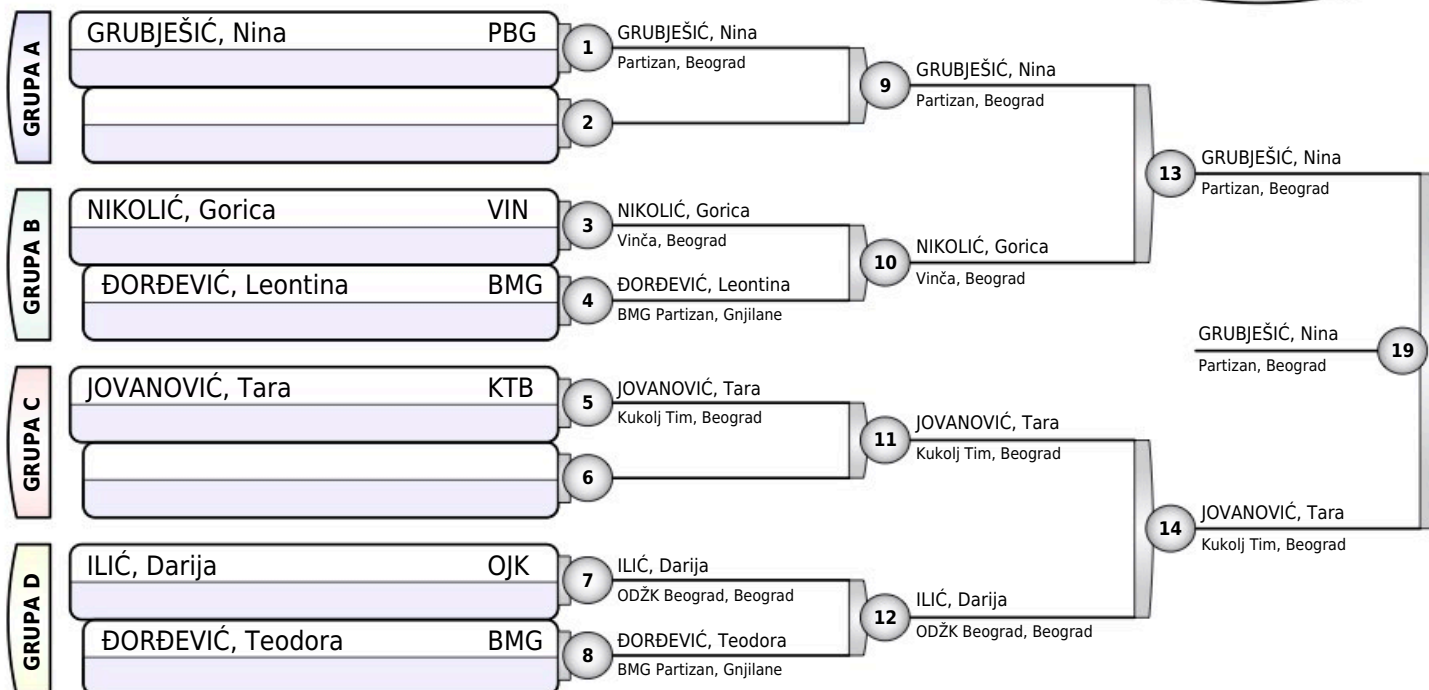 GRUPA A
GRUBJEŠIĆ, Nina PBG
1
GRUBJEŠIĆ, Nina
Partizan, Beograd
2
9
GRUBJEŠIĆ, Nina
Partizan, Beograd
GRUPA B
NIKOLIĆ, Gorica VIN
3
NIKOLIĆ, Gorica
Vinča, Beograd
ĐORĐEVIĆ, Leontina BMG
4
ĐORĐEVIĆ, Leontina
BMG Partizan, Gnjilane
10
NIKOLIĆ, Gorica
Vinča, Beograd
13
GRUBJEŠIĆ, Nina
Partizan, Beograd
GRUBJEŠIĆ, Nina
19
Partizan, Beograd
GRUPA C
JOVANOVIĆ, Tara KTB
5
JOVANOVIĆ, Tara
Kukolj Tim, Beograd
6
11
JOVANOVIĆ, Tara
Kukolj Tim, Beograd
14
JOVANOVIĆ, Tara
Kukolj Tim, Beograd
GRUPA D
ILIĆ, Darija OJK
7
ILIĆ, Darija
ODŽK Beograd, Beograd
ĐORĐEVIĆ, Teodora BMG
8
ĐORĐEVIĆ, Teodora
BMG Partizan, Gnjilane
12
ILIĆ, Darija
ODŽK Beograd, Beograd